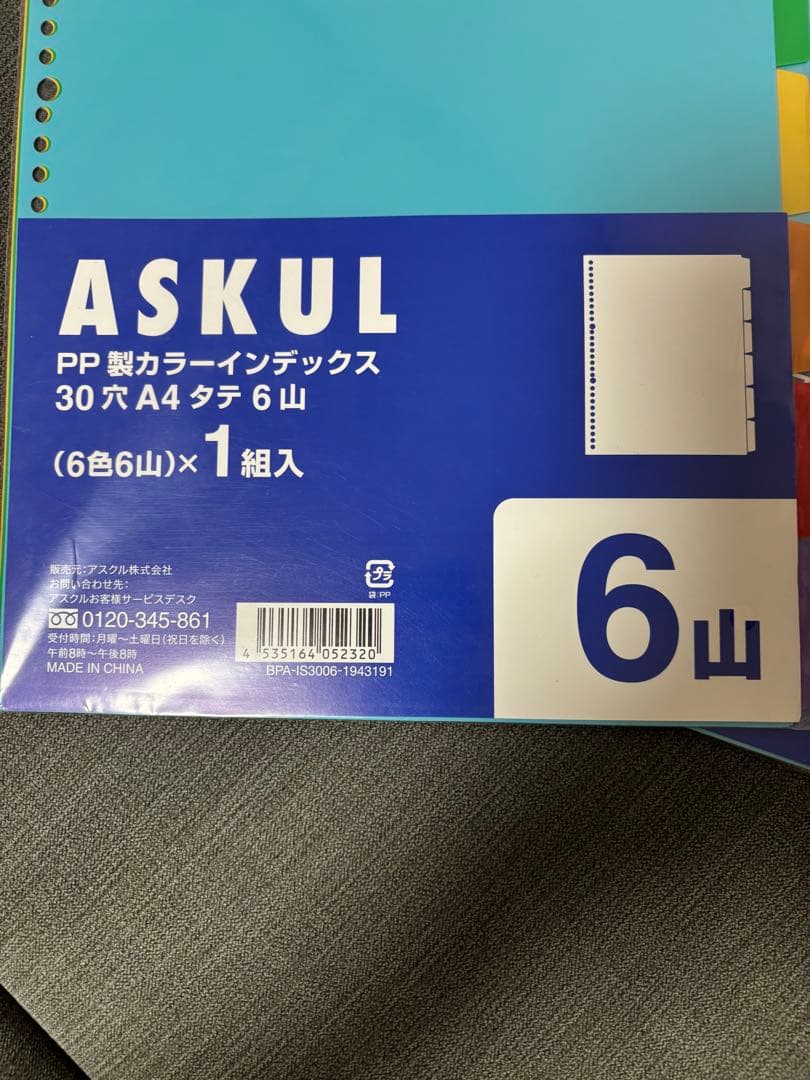 ASKUL
PP製カラーインデックス
30穴A4タテ6山
(6色6山)×1組入
販売元:アスクル株式会社
お問い合わせ先:
アスクルお客様サービスデスク
0120-345-861
受付時間:月曜〜土曜日(祝日を除く)
午前8時〜午後8時
MADE IN CHINA
プラ
袋:PP
4 535164 052320
BPA-IS3006-1943191
6山